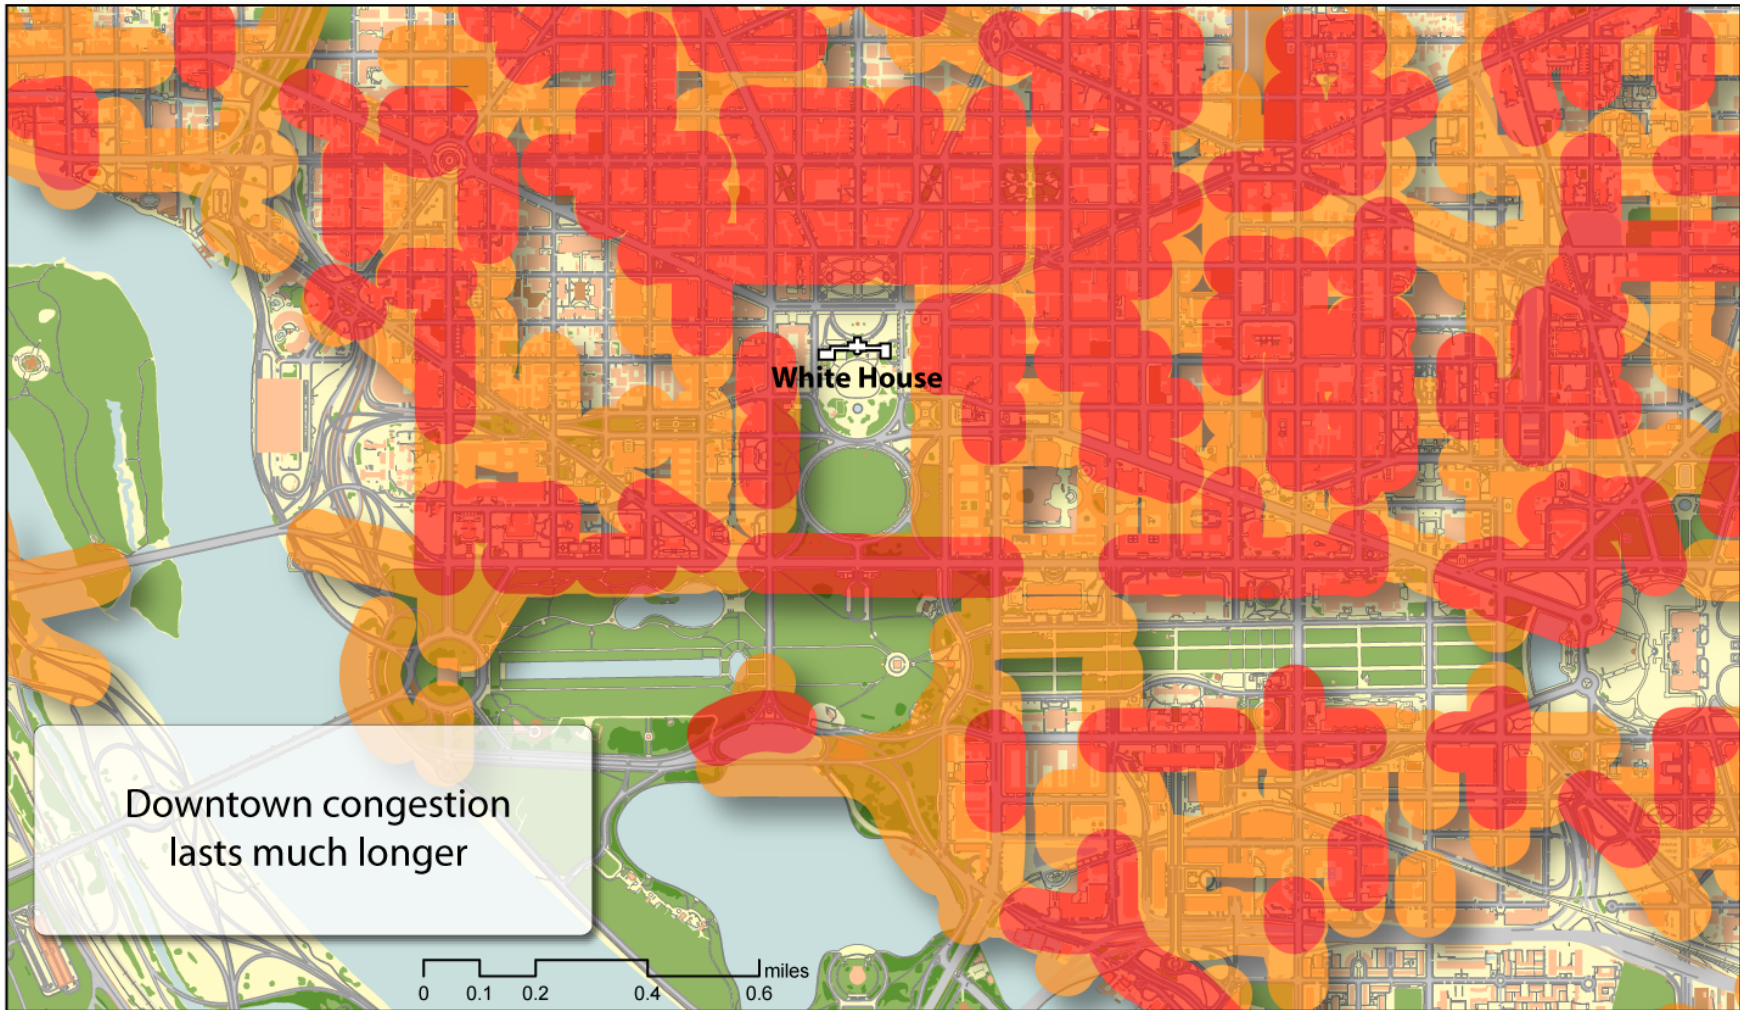 White House
Downtown congestion
lasts much longer
miles
0 0.1 0.2 0.4 0.6